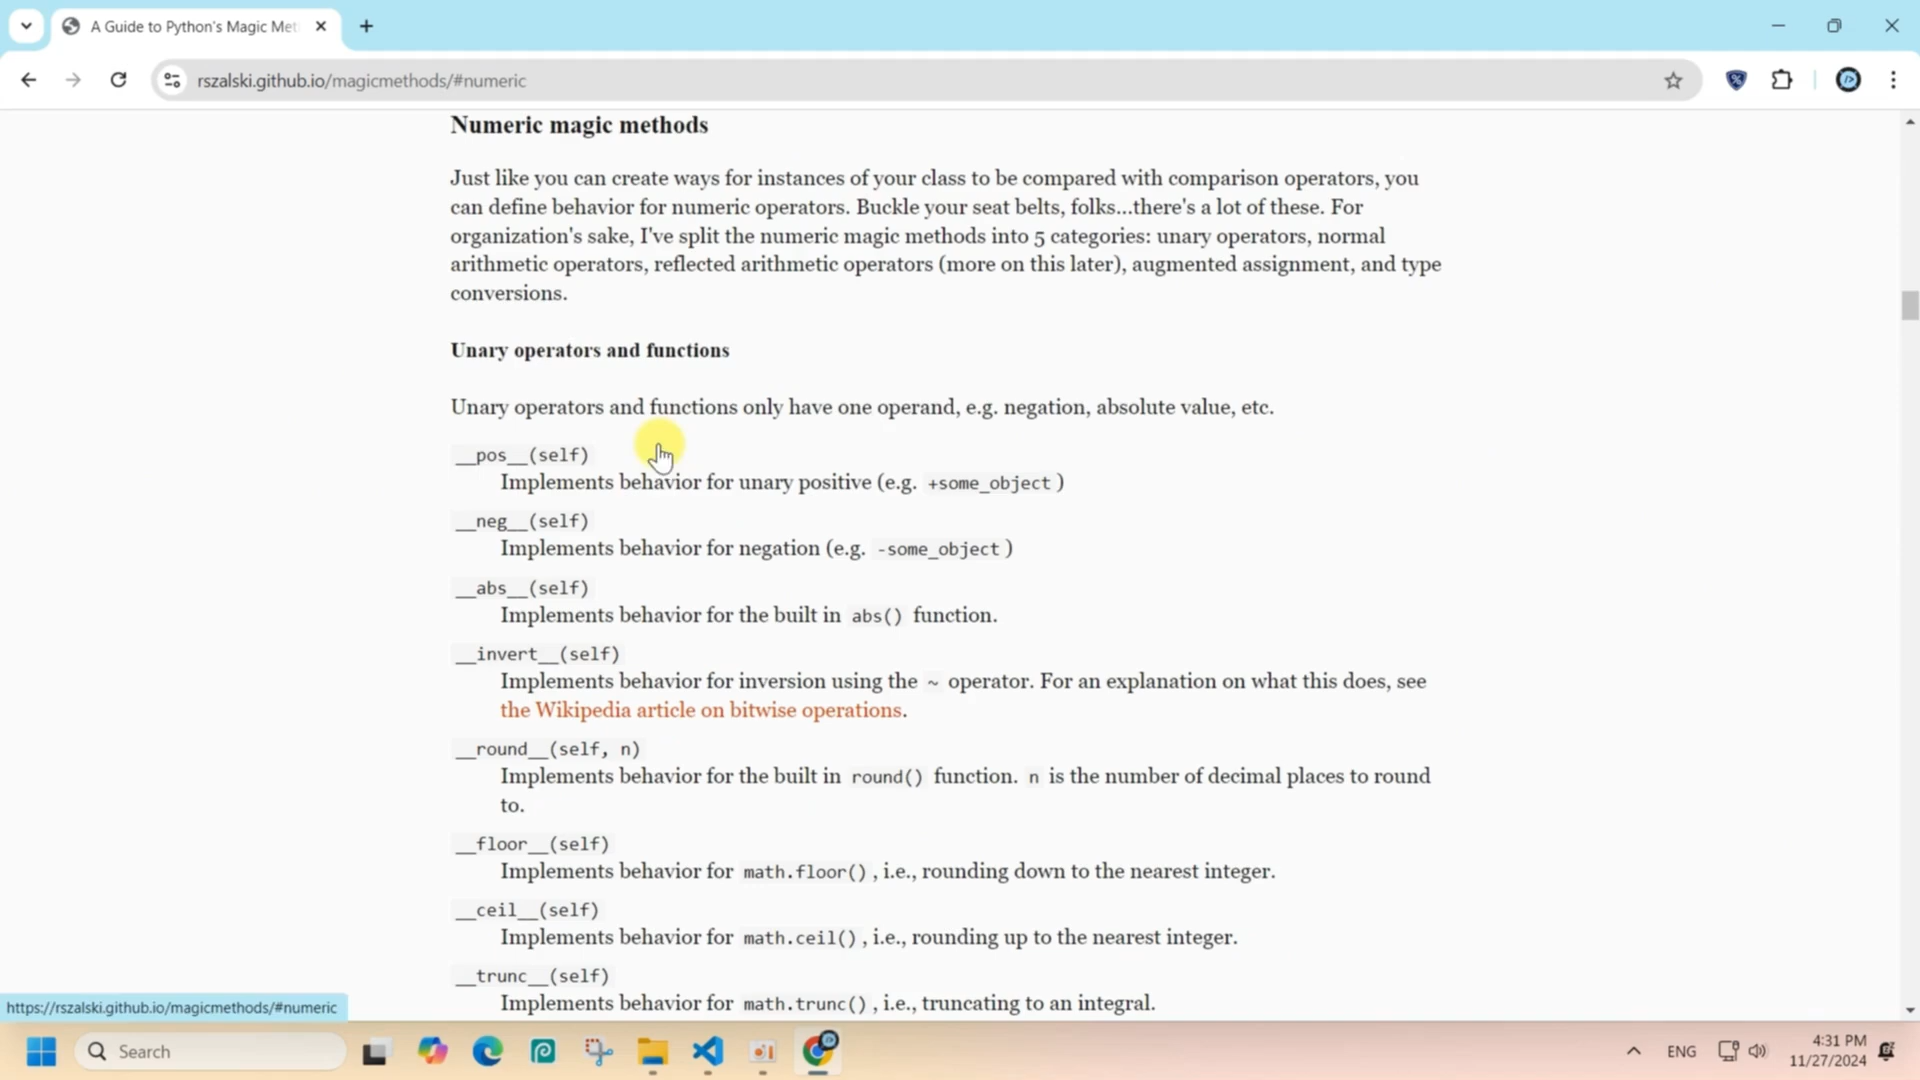 A Guide to Python's Magic Met
rszalski.github.io/magicmethods/#numeric
Numeric magic methods
Just like you can create ways for instances of your class to be compared with comparison operators, you
can define behavior for numeric operators. Buckle your seat belts, folks...there's a lot of these. For
organization's sake, I've split the numeric magic methods into 5 categories: unary operators, normal
arithmetic operators, reflected arithmetic operators (more on this later), augmented assignment, and type
conversions.
Unary operators and functions
Unary operators and functions only have one operand, e.g. negation, absolute value, etc.
__pos__(self)
Implements behavior for unary positive (e.g. +some_object )
__neg__(self)
Implements behavior for negation (e.g. -some_object )
__abs__(self)
Implements behavior for the built in abs() function.
__invert__(self)
Implements behavior for inversion using the ~ operator. For an explanation on what this does, see
the Wikipedia article on bitwise operations.
__round__(self, n)
Implements behavior for the built in round() function. n is the number of decimal places to round
to.
__floor__(self)
Implements behavior for math.floor() , i.e., rounding down to the nearest integer.
__ceil__(self)
Implements behavior for math.ceil() , i.e., rounding up to the nearest integer.
__trunc__(self)
Implements behavior for math.trunc() , i.e., truncating to an integral.
https://rszalski.github.io/magicmethods/#numeric
Search
ENG
4:31 PM
11/27/2024